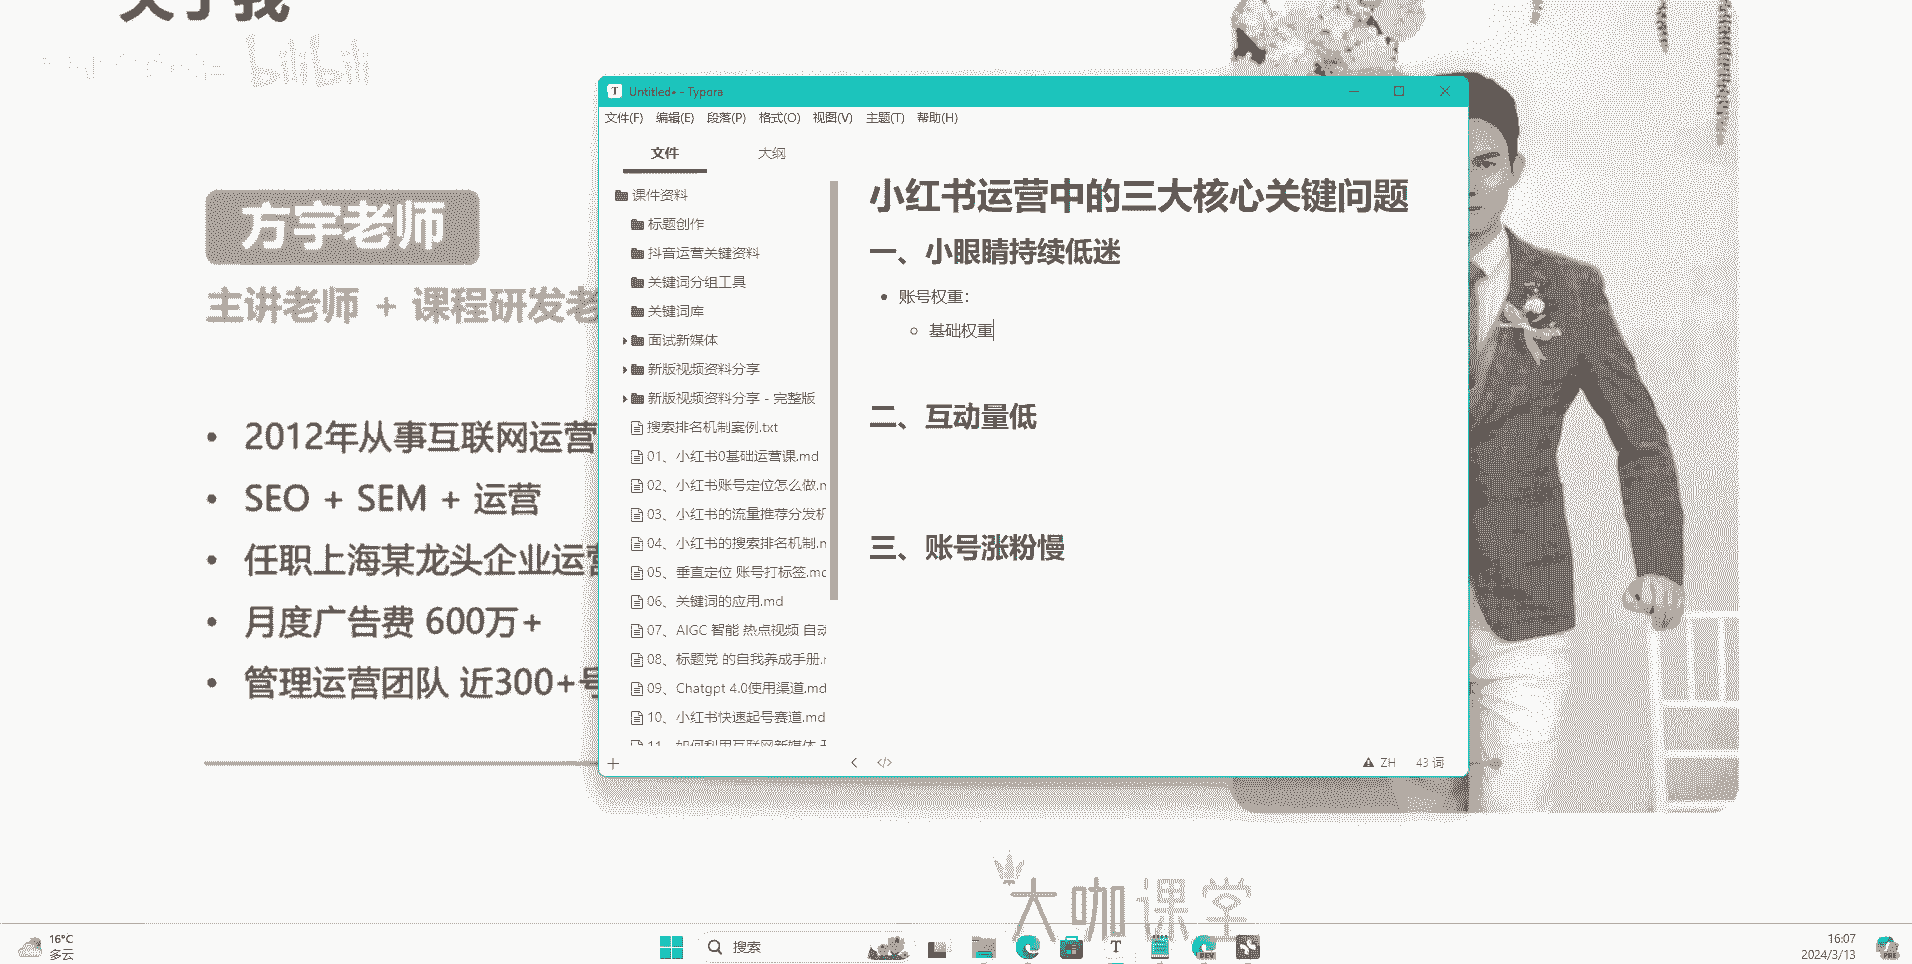 bilibili
方宇老师
主讲老师 + 课程研发老
2012年从事互联网运营
SEO + SEM + 运营
任职上海某龙头企业运营
月度广告费 600万+
管理运营团队 近300+号
Untitled• - Typora
文件(F) 编辑(E) 段落(P) 格式(O) 视图(V) 主题(T) 帮助(H)
文件 大纲
课件资料
标题创作
抖音运营关键资料
关键词分组工具
关键词库
面试新媒体
新版视频资料分享
新版视频资料分享 - 完整版
搜索排名机制案例.txt
01、小红书0基础运营课.md
02、小红书账号定位怎么做.m
03、小红书的流量推荐分发机
04、小红书的搜索排名机制.m
05、垂直定位 账号打标签.md
06、关键词的应用.md
07、AIGC 智能 热点视频 自动
08、标题党 的自我养成手册.
09、Chatgpt 4.0使用渠道.md
10、小红书快速起号赛道.md
11、如何利用互联网新媒体
小红书运营中的三大核心关键问题
一、小眼睛持续低迷
账号权重：
基础权重
二、互动量低
三、账号涨粉慢
ZH 43 词
大咖课堂
16°C
多云
搜索
16:07
2024/3/13